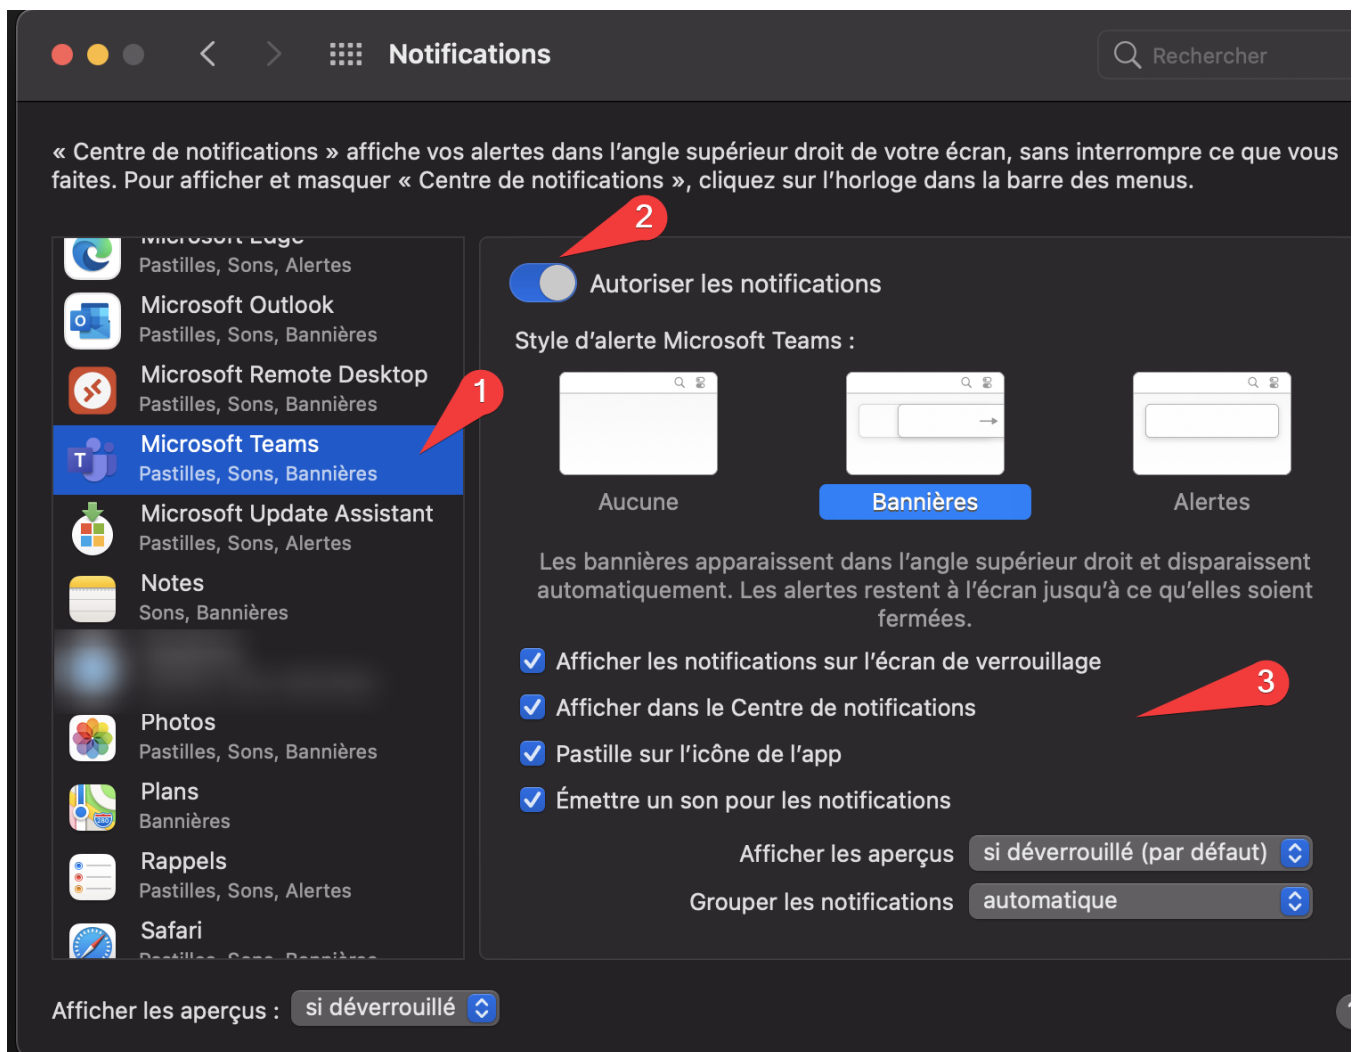 Notifications
Rechercher
« Centre de notifications » affiche vos alertes dans l’angle supérieur droit de votre écran, sans interrompre ce que vous
faites. Pour afficher et masquer « Centre de notifications », cliquez sur l’horloge dans la barre des menus.
Microsoft Edge
Pastilles, Sons, Alertes
Microsoft Outlook
Pastilles, Sons, Bannières
Microsoft Remote Desktop
Pastilles, Sons, Bannières
1
Microsoft Teams
Pastilles, Sons, Bannières
Microsoft Update Assistant
Pastilles, Sons, Alertes
Notes
Sons, Bannières
Photos
Pastilles, Sons, Bannières
Plans
Bannières
Rappels
Pastilles, Sons, Alertes
Safari
Pastilles, Sons, Bannières
2
Autoriser les notifications
Style d’alerte Microsoft Teams :
Aucune
Bannières
Alertes
Les bannières apparaissent dans l’angle supérieur droit et disparaissent
automatiquement. Les alertes restent à l’écran jusqu’à ce qu’elles soient
fermées.
Afficher les notifications sur l’écran de verrouillage
3
Afficher dans le Centre de notifications
Pastille sur l’icône de l’app
Émettre un son pour les notifications
Afficher les aperçus si déverrouillé (par défaut)
Grouper les notifications automatique
Afficher les aperçus : si déverrouillé